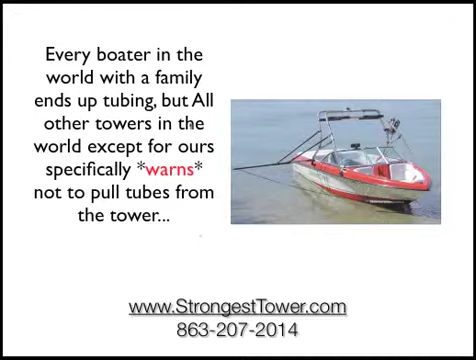 Every boater in the
world with a family
ends up tubing, but All
other towers in the
world except for ours
specifically *warns*
not to pull tubes from
the tower...
www.StrongestTower.com
863-207-2014